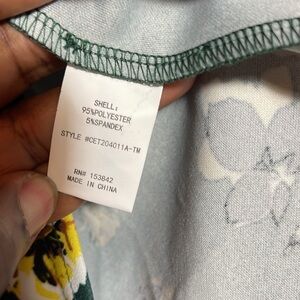 SHELL:
95%POLYESTER
5%SPANDEX
STYLE #CET204011A-TM
RN# 153842
MADE IN CHINA